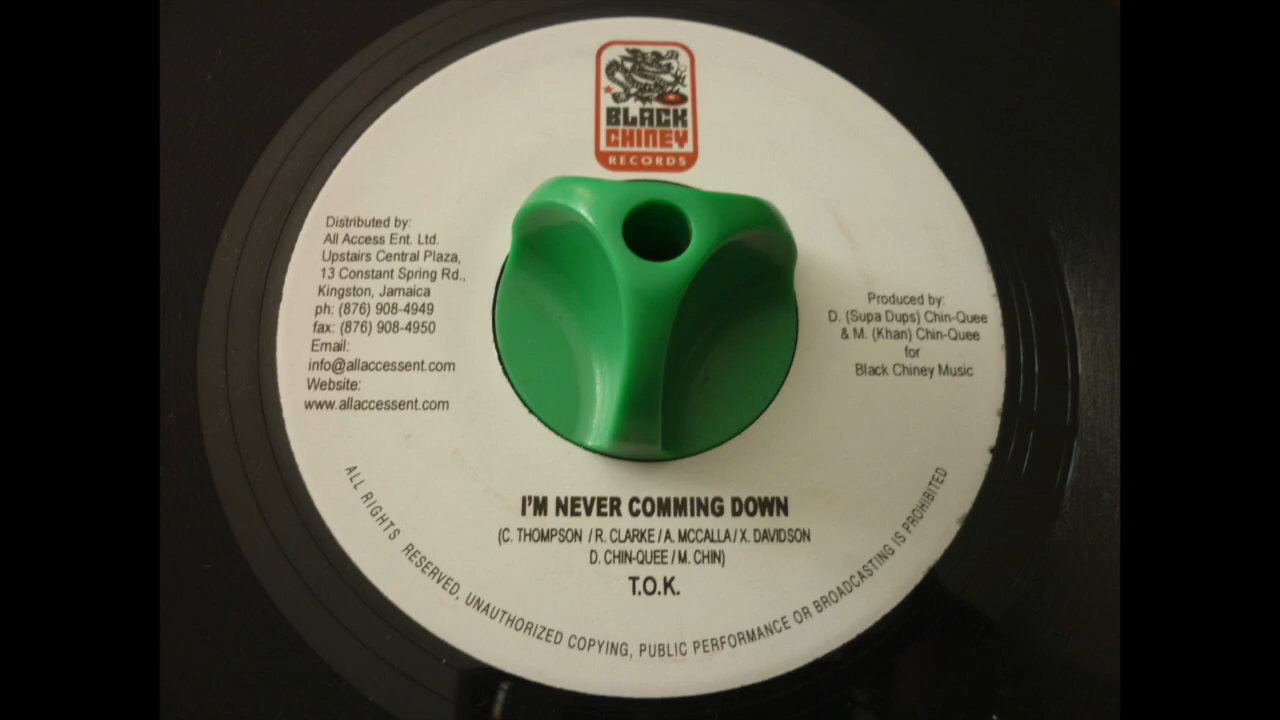 BLACK
CHINEY
RECORDS
Distributed by:
All Access Ent. Ltd.
Upstairs Central Plaza,
13 Constant Spring Rd.,
Kingston, Jamaica
ph: (876) 908-4949
fax: (876) 908-4950
Email:
info@allaccessent.com
Website:
www.allaccessent.com
Produced by:
D. (Supa Dups) Chin-Quee
& M. (Khan) Chin-Quee
for
Black Chiney Music
I'M NEVER COMMING DOWN
(C. THOMPSON / R. CLARKE / A. MCCALLA / X. DAVIDSON
D. CHIN-QUEE / M. CHIN)
T.O.K.
ALL RIGHTS RESERVED, UNAUTHORIZED COPYING, PUBLIC PERFORMANCE OR BROADCASTING IS PROHIBITED